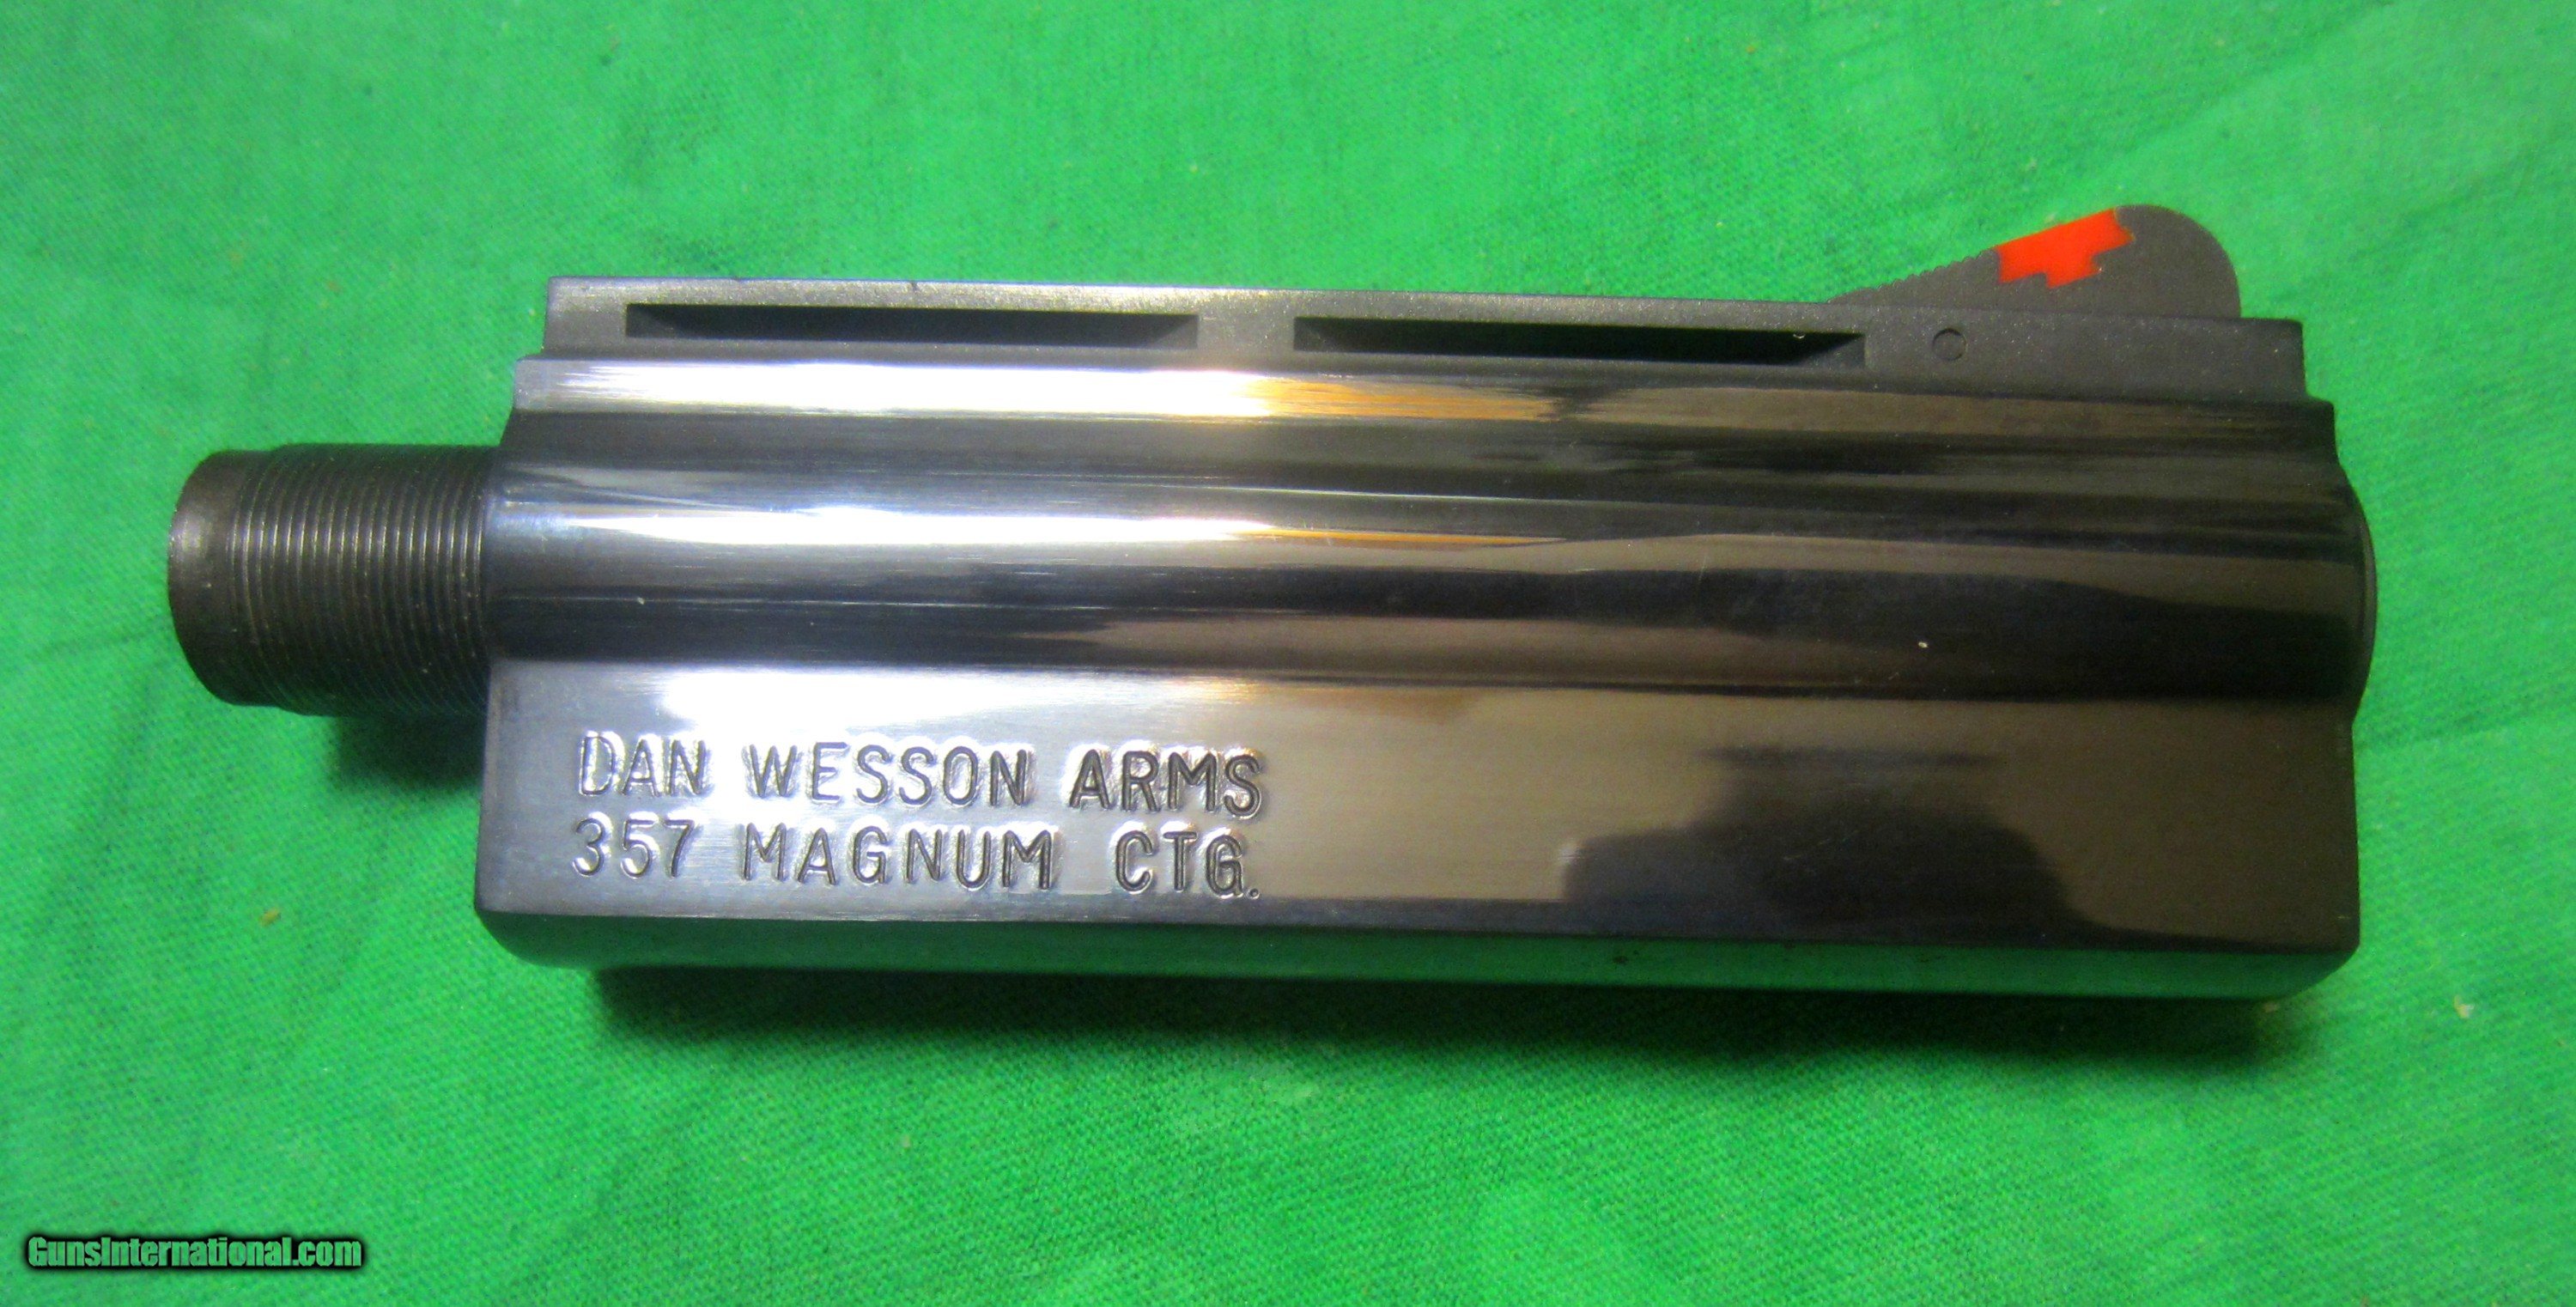 DAN WESSON ARMS
357 MAGNUM CTG.
GunsInternational.com